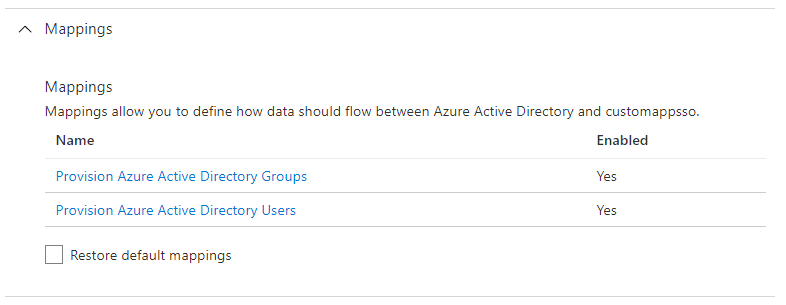 Mappings
Mappings
Mappings allow you to define how data should flow between Azure Active Directory and customappsso.
Name Enabled
Provision Azure Active Directory Groups Yes
Provision Azure Active Directory Users Yes
Restore default mappings